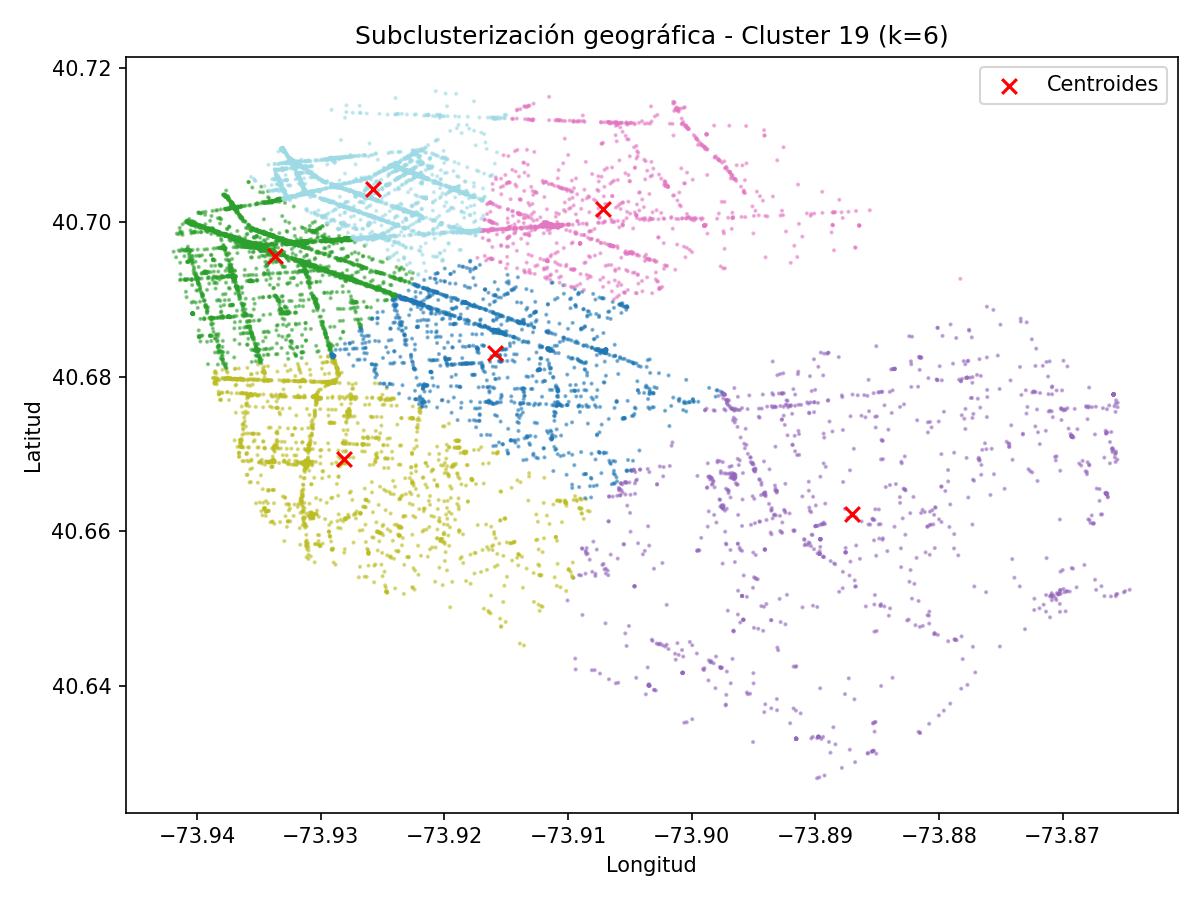 Subclusterización geográfica - Cluster 19 (k=6)
Centroides
Latitud
40.72
40.70
40.68
40.66
40.64
−73.94 −73.93 −73.92 −73.91 −73.90 −73.89 −73.88 −73.87
Longitud